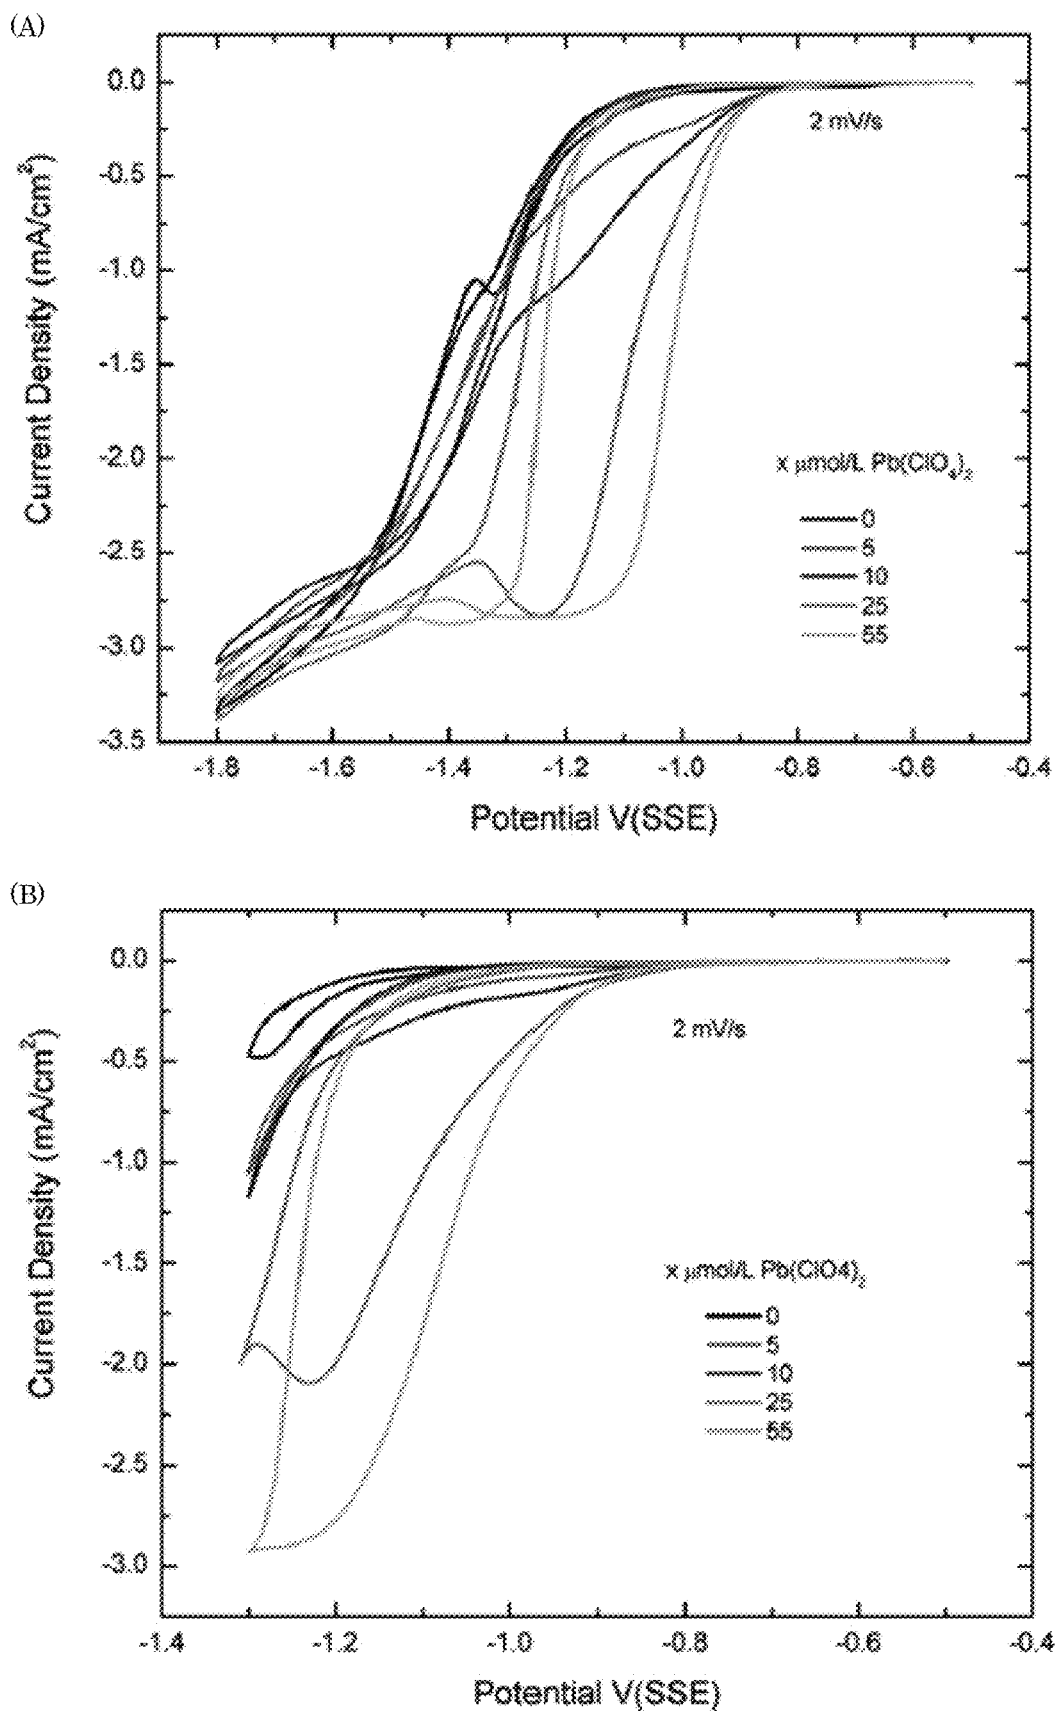 (A)
0.0
-0.5
-1.0
-1.5
-2.0
-2.5
-3.0
-3.5
Current Density (mA/cm²)
2 mV/s
x μmol/L Pb(ClO₄)₂
0
5
10
25
55
-1.8 -1.6 -1.4 -1.2 -1.0 -0.8 -0.6 -0.4
Potential V(SSE)
(B)
0.0
-0.5
-1.0
-1.5
-2.0
-2.5
-3.0
Current Density (mA/cm²)
2 mV/s
x μmol/L Pb(ClO4)₂
0
5
10
25
55
-1.4 -1.2 -1.0 -0.8 -0.6 -0.4
Potential V(SSE)